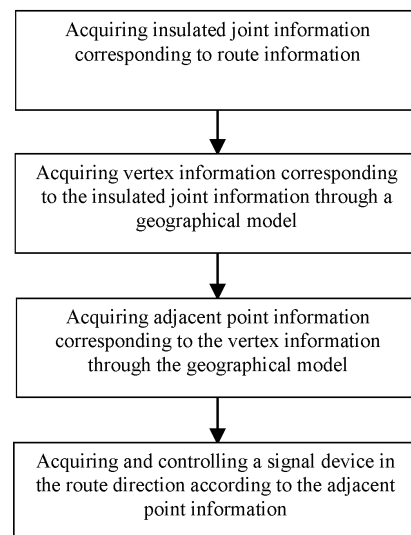 Acquiring insulated joint information
corresponding to route information
Acquiring vertex information corresponding
to the insulated joint information through a
geographical model
Acquiring adjacent point information
corresponding to the vertex information
through the geographical model
Acquiring and controlling a signal device in
the route direction according to the adjacent
point information